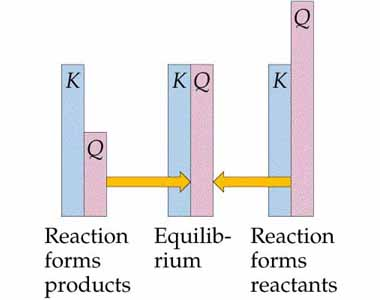 K
Q
K Q
K
Q
Reaction
forms
products
Equilib-
rium
Reaction
forms
reactants